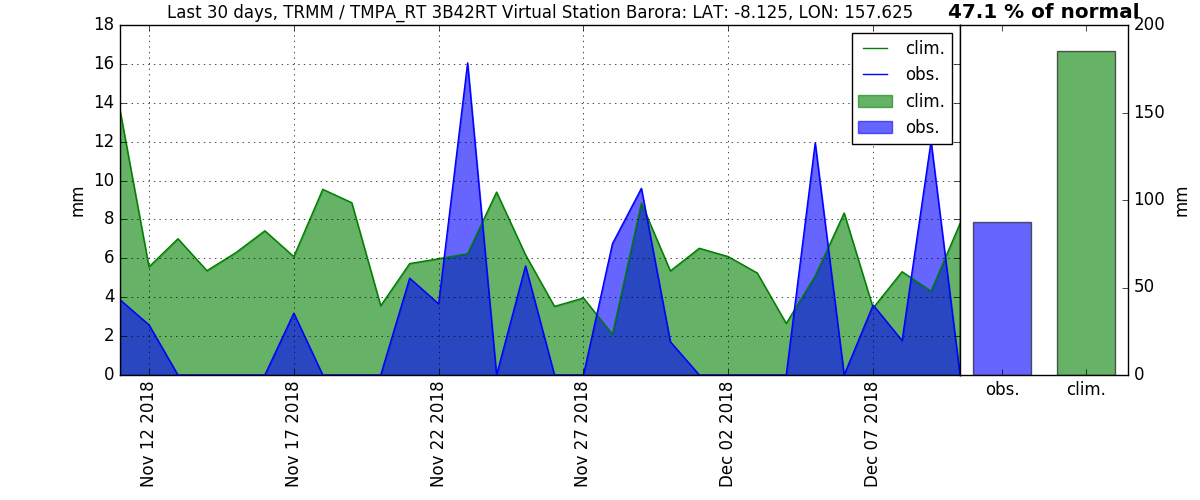 Last 30 days, TRMM / TMPA_RT 3B42RT Virtual Station Barora: LAT: -8.125, LON: 157.625
47.1 % of normal
18
16
14
12
10
8
6
4
2
0
mm
clim.
obs.
clim.
obs.
Nov 12 2018
Nov 17 2018
Nov 22 2018
Nov 27 2018
Dec 02 2018
Dec 07 2018
200
150
100
50
0
mm
obs.
clim.